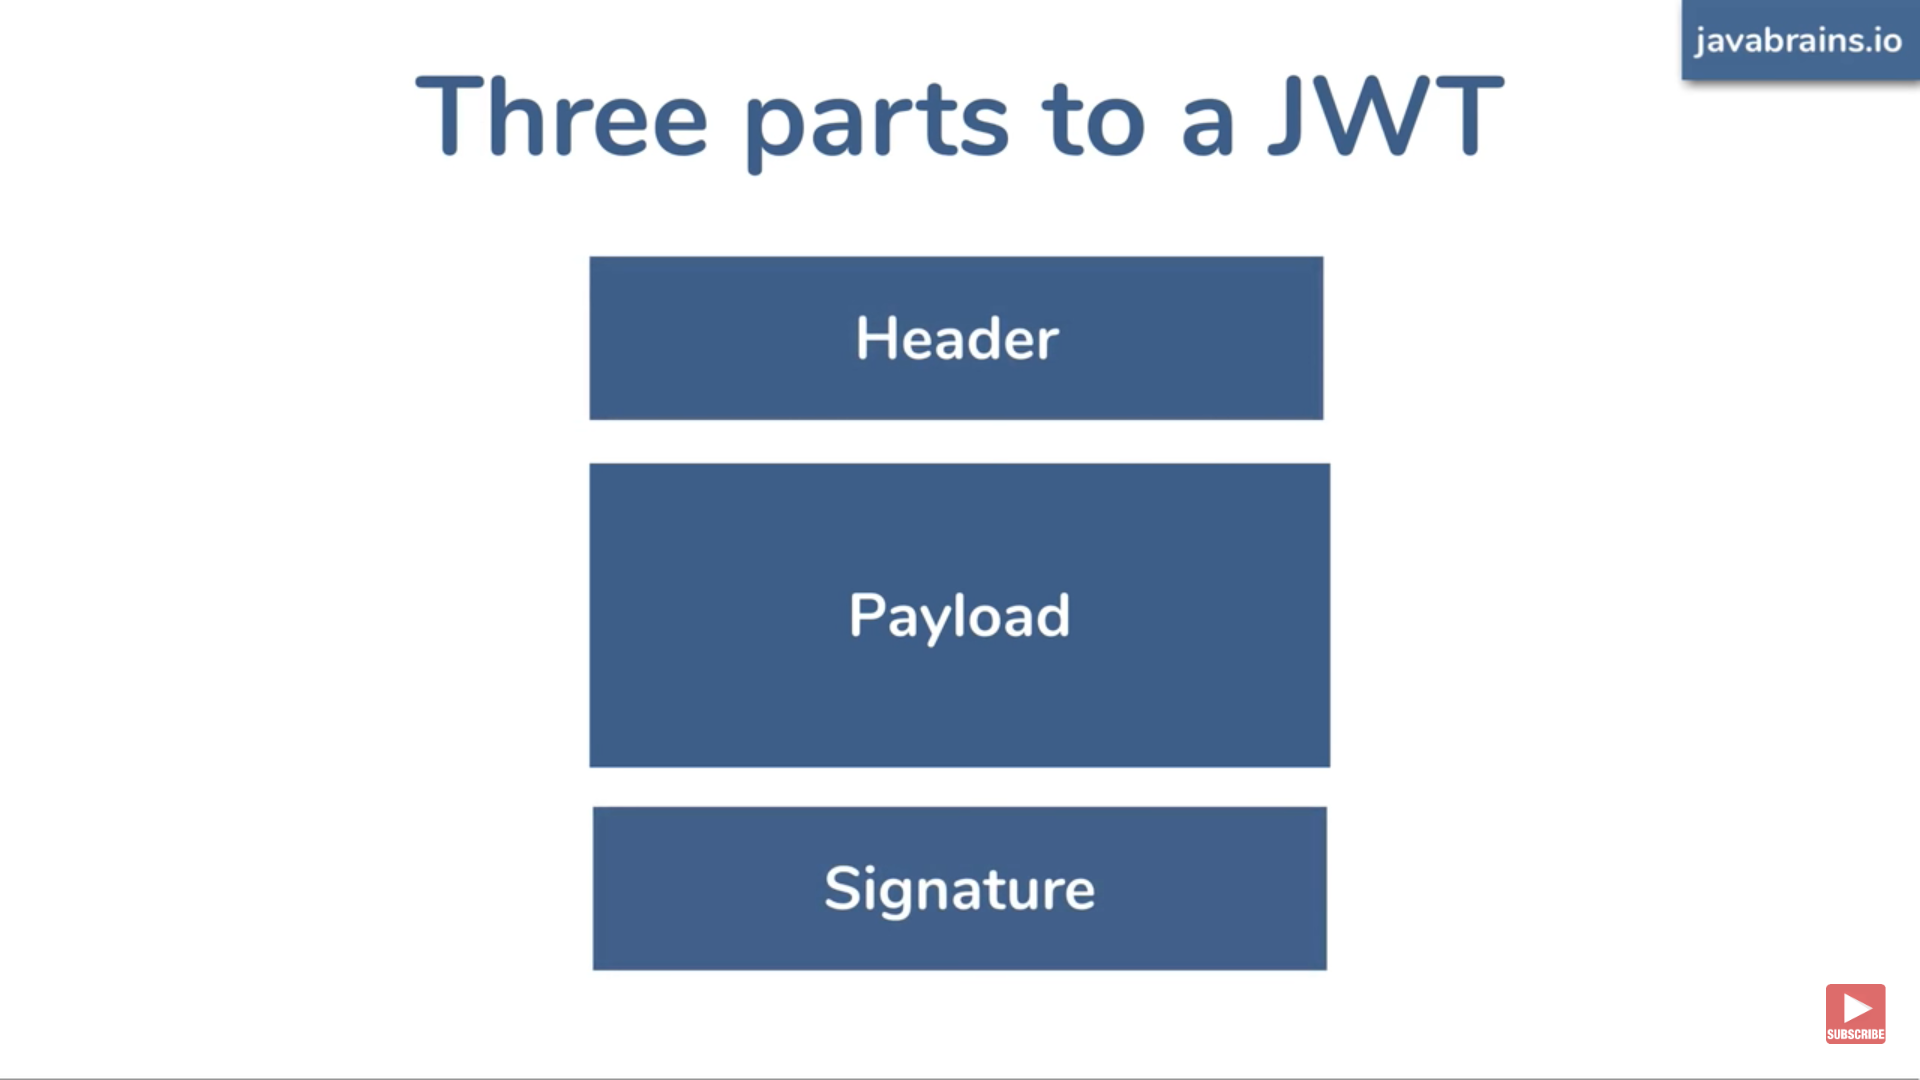 javabrains.io
Three parts to a JWT
Header
Payload
Signature
SUBSCRIBE